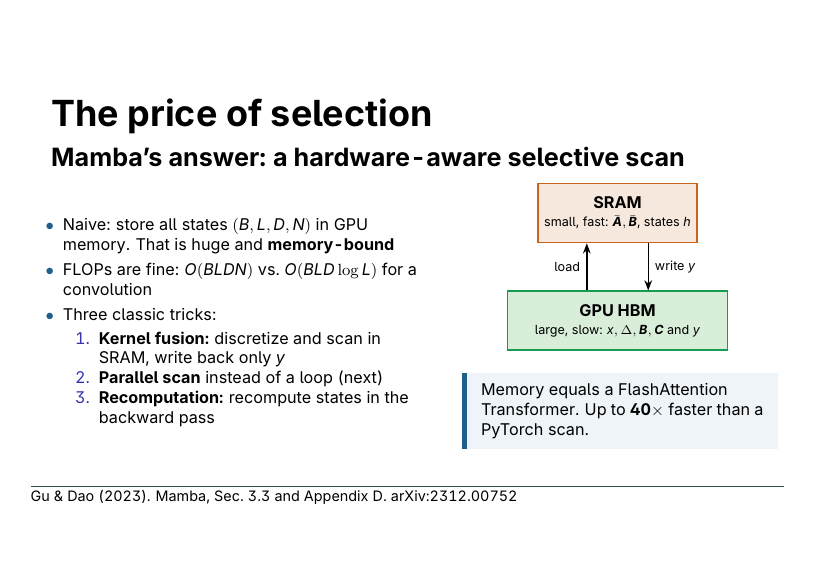 The price of selection
Mamba's answer: a hardware-aware selective scan
• Naive: store all states (B, L, D, N) in GPU
memory. That is huge and memory-bound
• FLOPs are fine: O(BLDN) vs. O(BLD log L) for a
convolution
• Three classic tricks:
1. Kernel fusion: discretize and scan in
SRAM, write back only y
2. Parallel scan instead of a loop (next)
3. Recomputation: recompute states in the
backward pass
SRAM
small, fast: A̅, B̅, states h
load
write y
GPU HBM
large, slow: x, Δ, B, C and y
Memory equals a FlashAttention
Transformer. Up to 40× faster than a
PyTorch scan.
Gu & Dao (2023). Mamba, Sec. 3.3 and Appendix D. arXiv:2312.00752